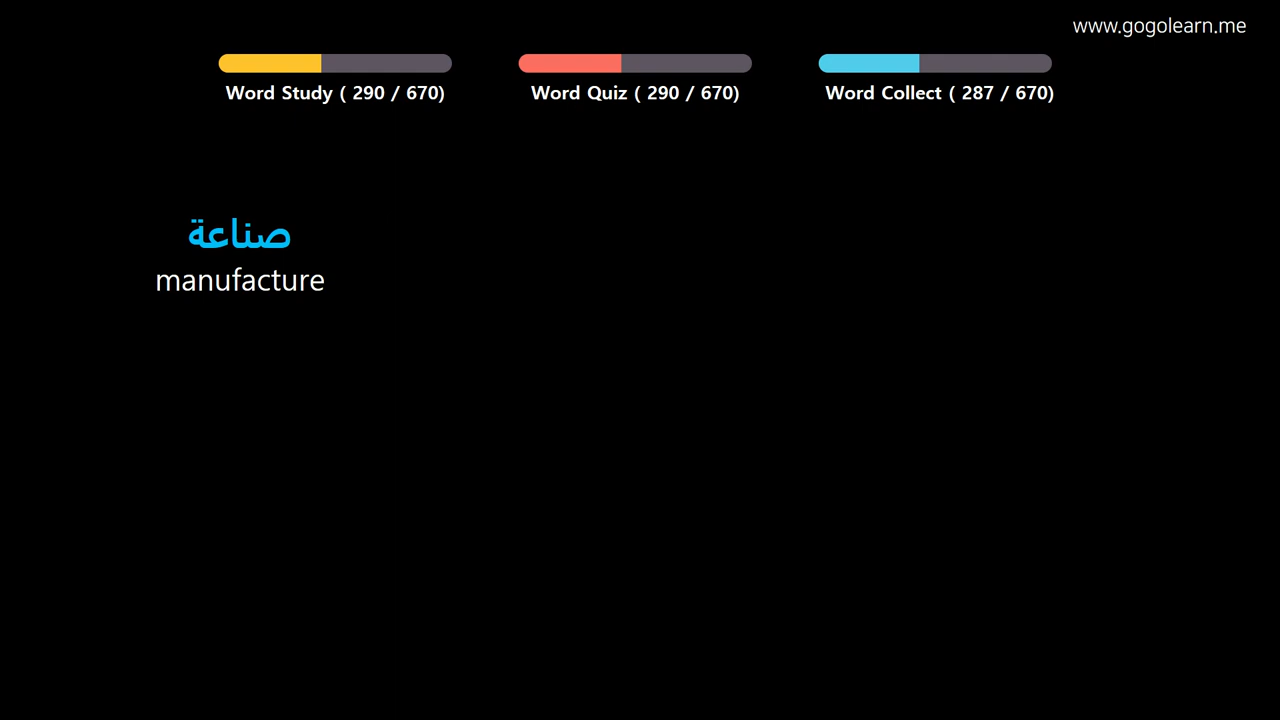 www.gogolearn.me
Word Study ( 290 / 670)
Word Quiz ( 290 / 670)
Word Collect ( 287 / 670)
صناعة
manufacture